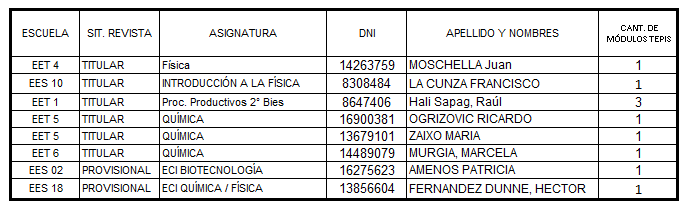 ESCUELA SIT. REVISTA ASIGNATURA DNI APELLIDO Y NOMBRES CANT. DE MÓDULOS TEPIS
EET 4 TITULAR Física 14263759 MOSCHELLA Juan 1
EES 10 TITULAR INTRODUCCIÓN A LA FÍSICA 8308484 LA CUNZA FRANCISCO 1
EET 1 TITULAR Proc. Productivos 2° Bies 8647406 Hali Sapag, Raúl 3
EET 5 TITULAR QUÍMICA 16900381 OGRIZOVIC RICARDO 1
EET 5 TITULAR QUÍMICA 13679101 ZAIXO MARIA 1
EET 6 TITULAR QUÍMICA 14489079 MURGIA, MARCELA 1
EES 02 PROVISIONAL ECI BIOTECNOLOGÍA 16275623 AMENOS PATRICIA 1
EES 18 PROVISIONAL ECI QUÍMICA / FÍSICA 13856604 FERNANDEZ DUNNE, HECTOR 1